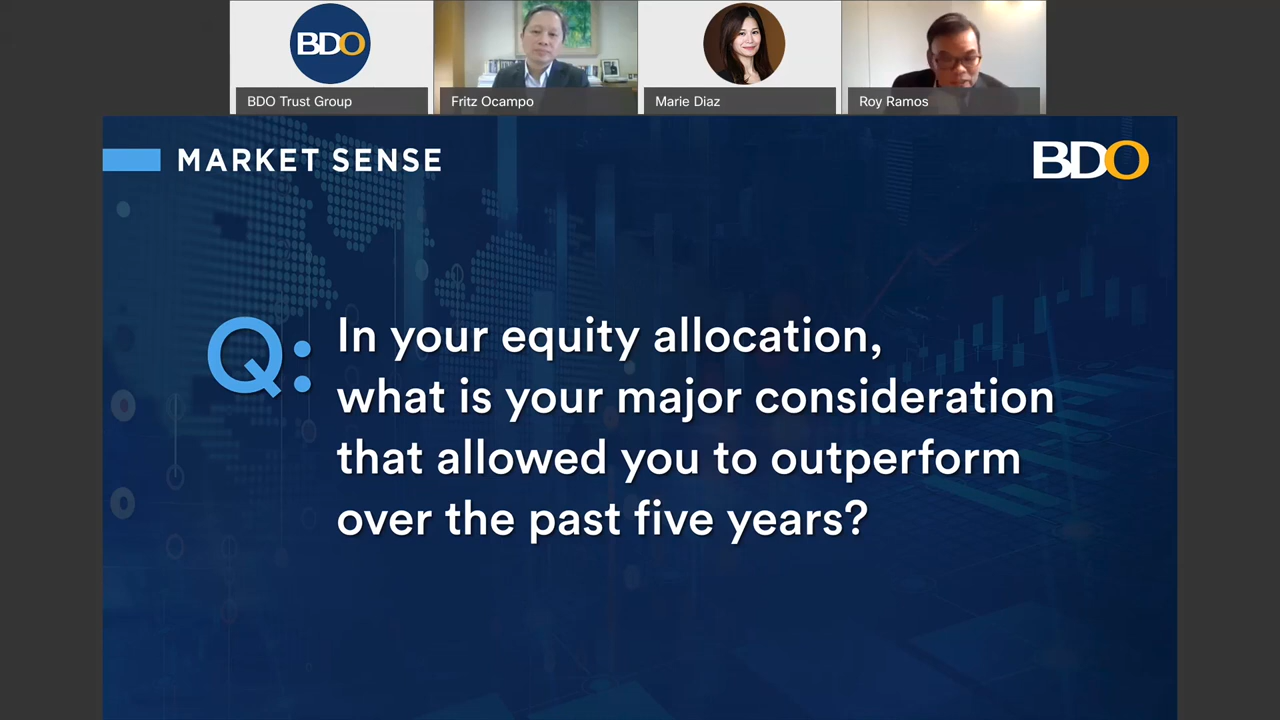 BDO
BDO Trust Group
Fritz Ocampo
Marie Diaz
Roy Ramos
MARKET SENSE
BDO
Q: In your equity allocation,
what is your major consideration
that allowed you to outperform
over the past five years?